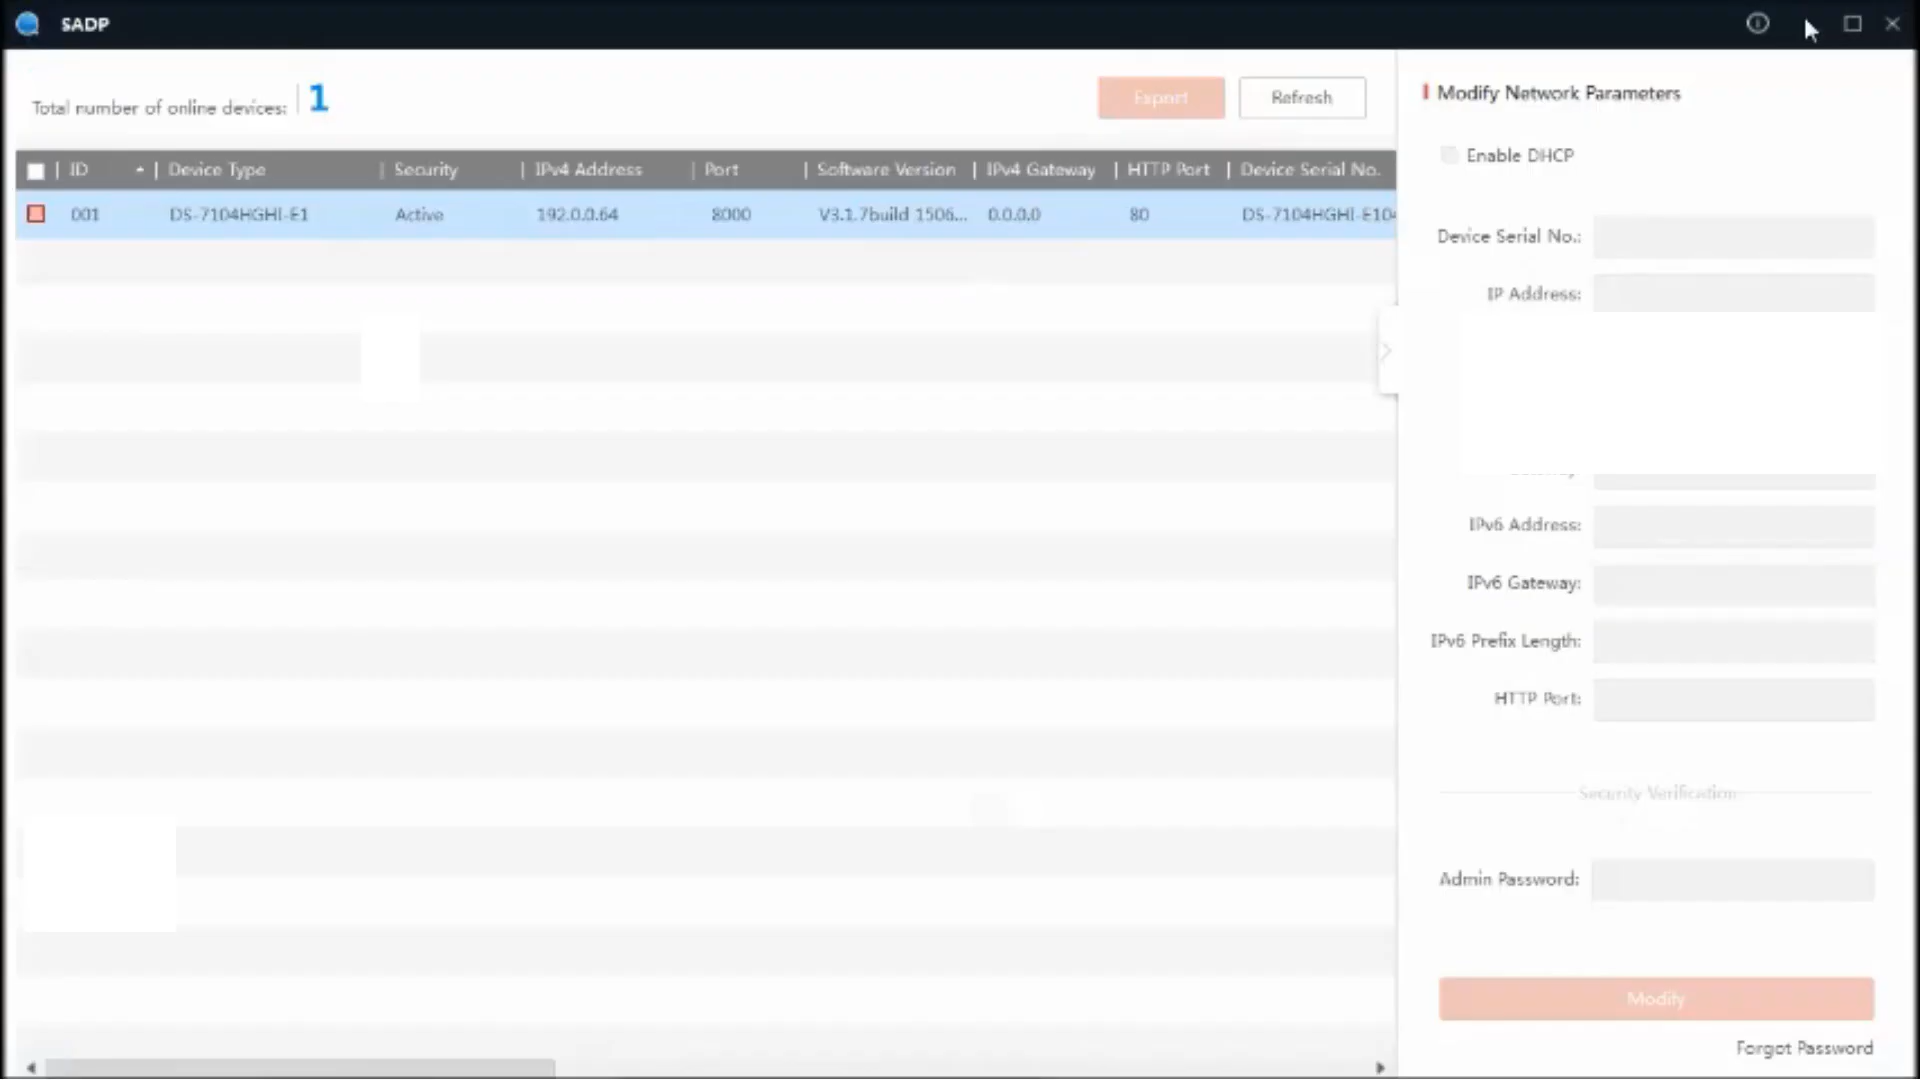 SADP
Total number of online devices: 1
Export
Refresh
ID
Device Type
Security
IPv4 Address
Port
Software Version
IPv4 Gateway
HTTP Port
Device Serial No.
001
DS-7104HGHI-E1
Active
192.0.0.64
8000
V3.1.7build 1506...
0.0.0.0
80
DS-7104HGHI-E104
Modify Network Parameters
Enable DHCP
Device Serial No.:
IP Address:
IPv6 Address:
IPv6 Gateway:
IPv6 Prefix Length:
HTTP Port:
Security Verification
Admin Password:
Modify
Forgot Password